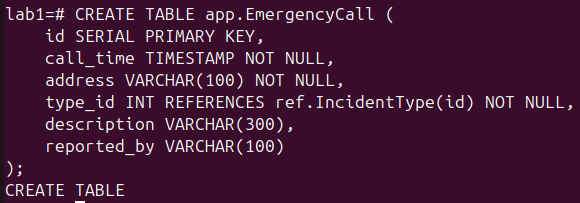 lab1=# CREATE TABLE app.EmergencyCall (
    id SERIAL PRIMARY KEY,
    call_time TIMESTAMP NOT NULL,
    address VARCHAR(100) NOT NULL,
    type_id INT REFERENCES ref.IncidentType(id) NOT NULL,
    description VARCHAR(300),
    reported_by VARCHAR(100)
);
CREATE TABLE